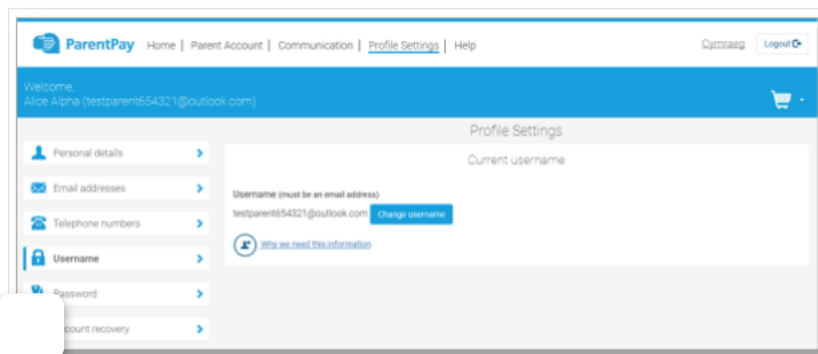 ParentPay Home | Parent Account | Communication | Profile Settings | Help Cymraeg Logout
Welcome,
Alice Alpha (testparent654321@outlook.com)
Profile Settings
Current username
Personal details
Email addresses
Telephone numbers
Username
Password
count recovery
Username (must be an email address)
testparent654321@outlook.com Change username
Why we need this information